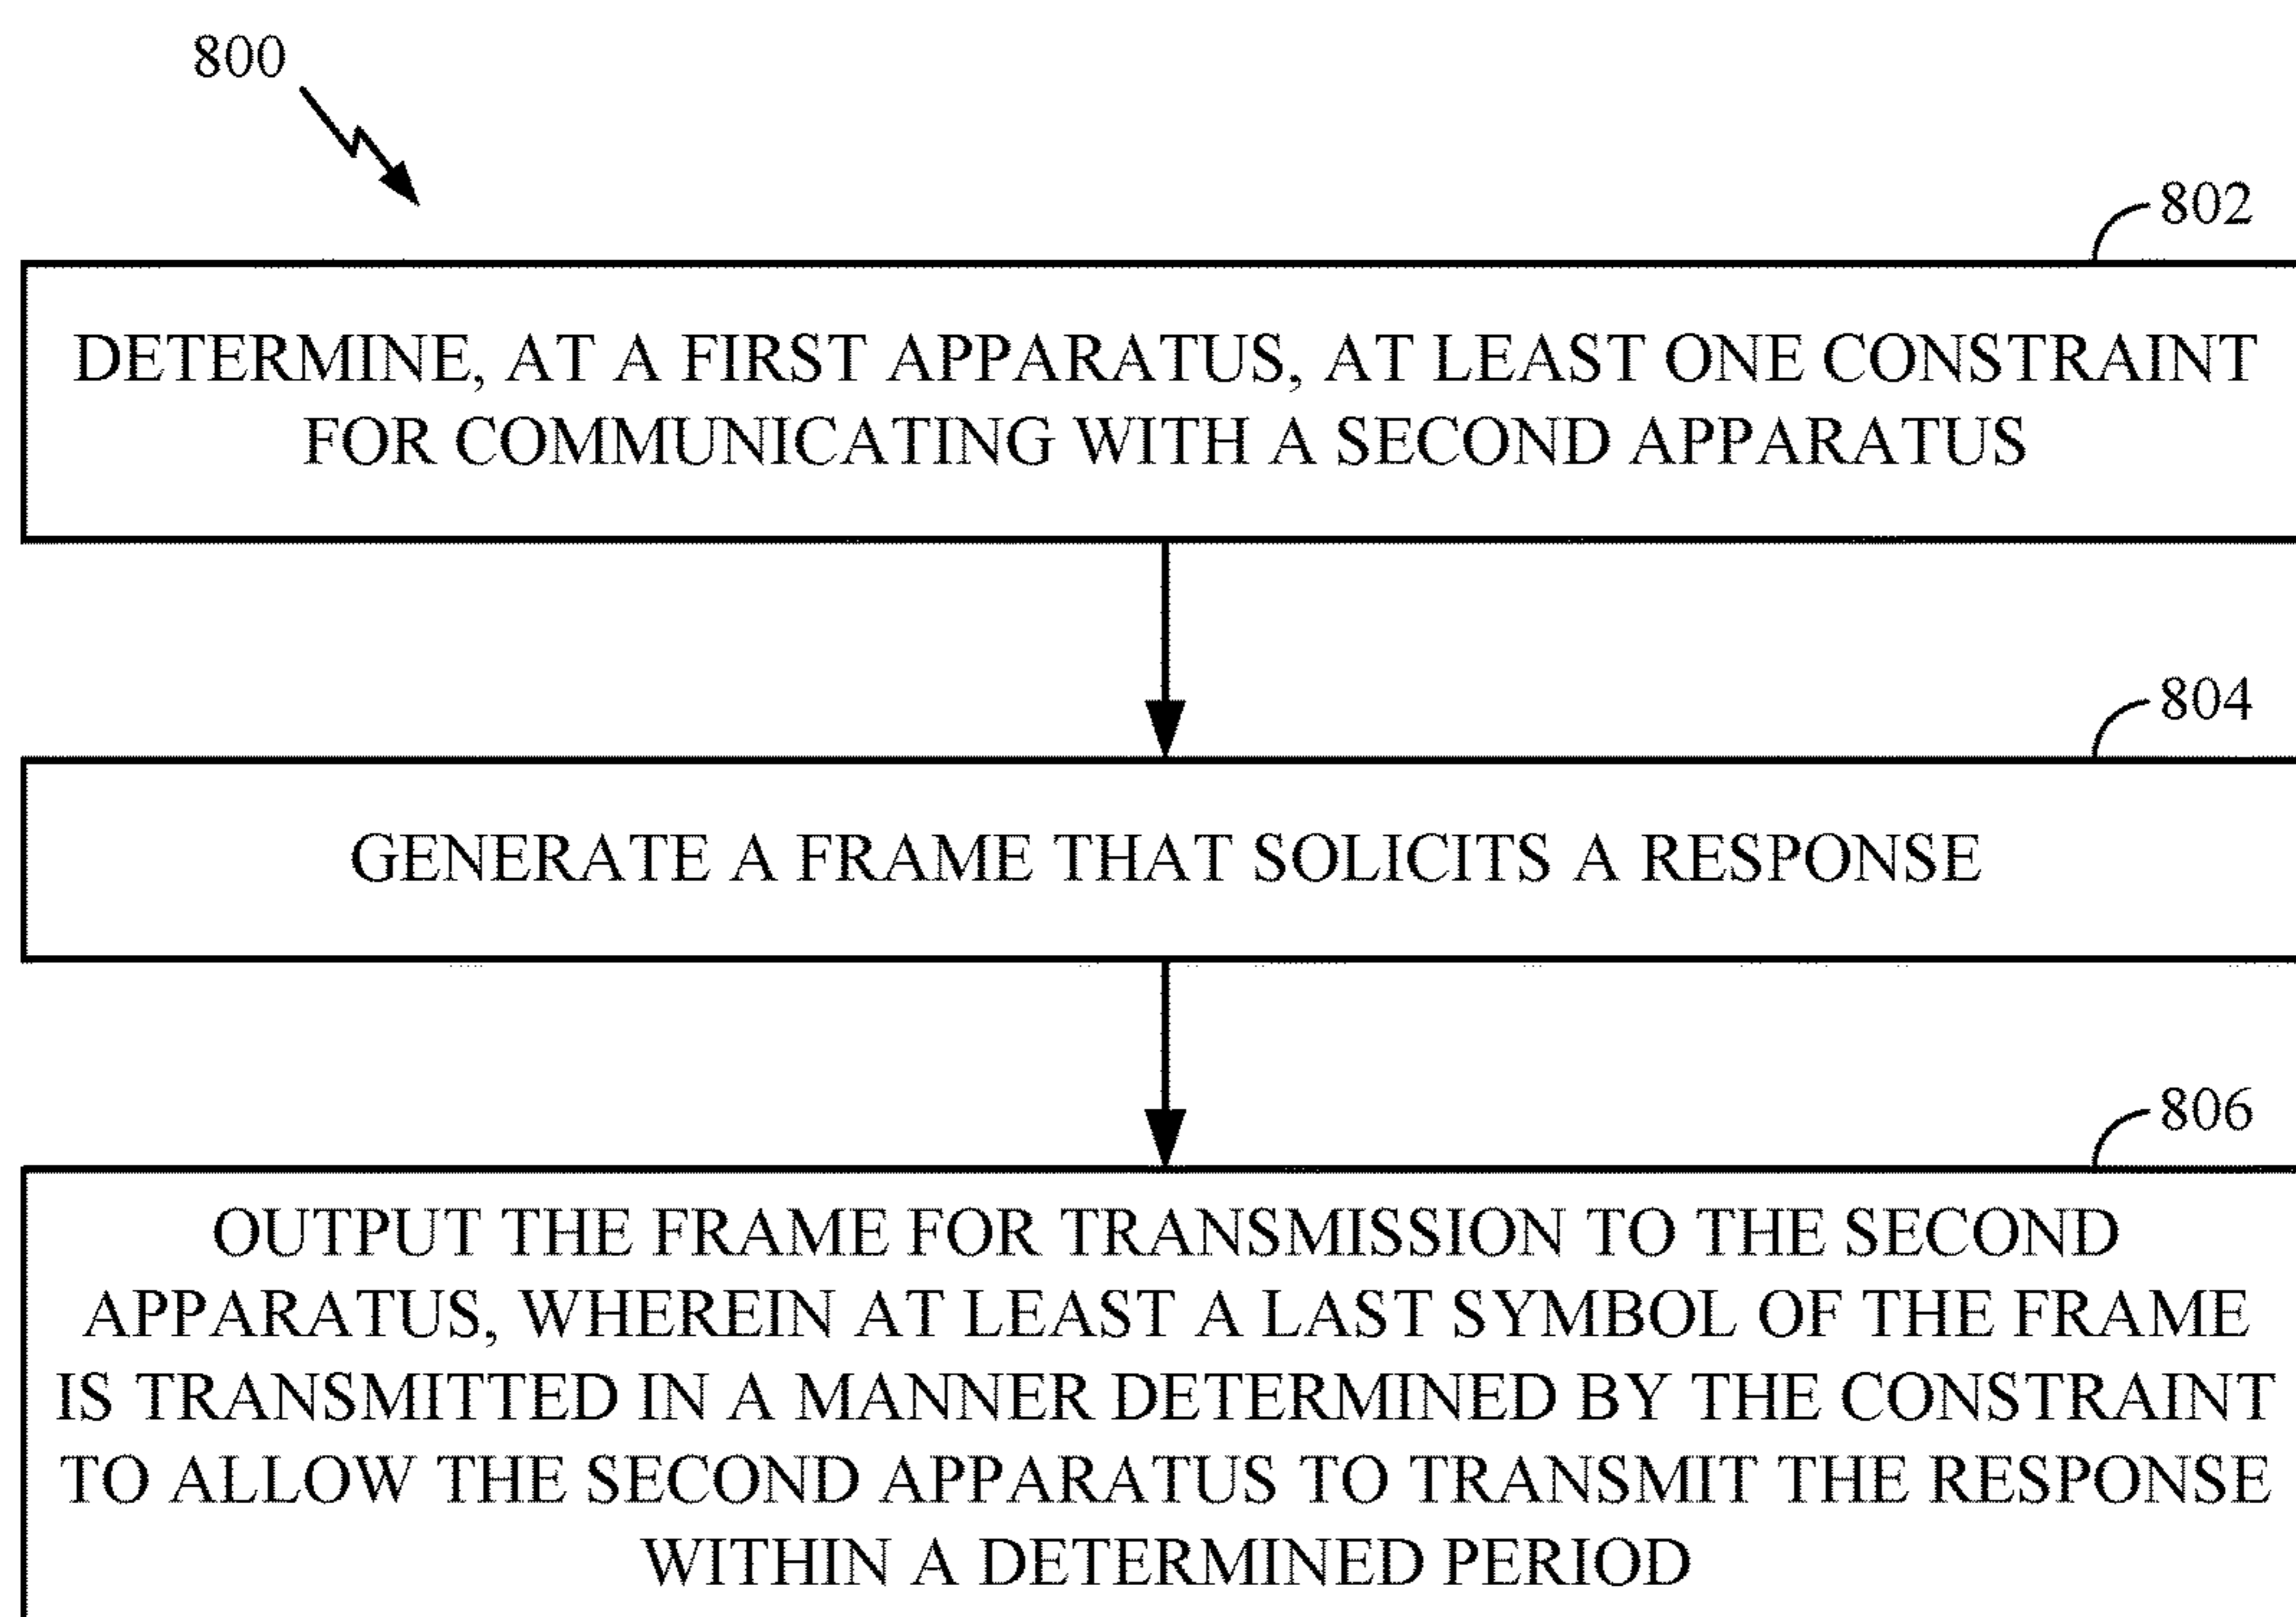 800
802
DETERMINE, AT A FIRST APPARATUS, AT LEAST ONE CONSTRAINT
FOR COMMUNICATING WITH A SECOND APPARATUS
804
GENERATE A FRAME THAT SOLICITS A RESPONSE
806
OUTPUT THE FRAME FOR TRANSMISSION TO THE SECOND
APPARATUS, WHEREIN AT LEAST A LAST SYMBOL OF THE FRAME
IS TRANSMITTED IN A MANNER DETERMINED BY THE CONSTRAINT
TO ALLOW THE SECOND APPARATUS TO TRANSMIT THE RESPONSE
WITHIN A DETERMINED PERIOD